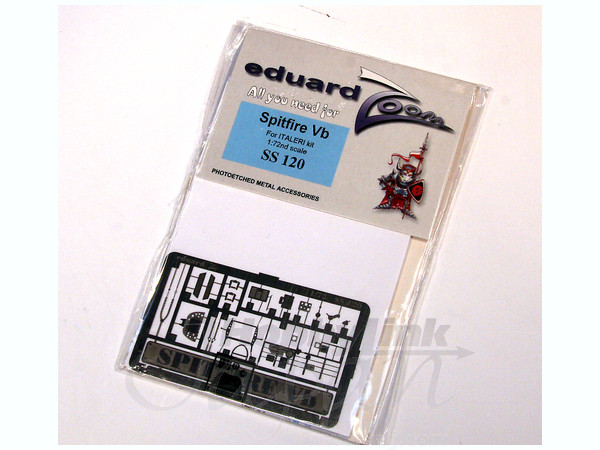 eduard
Zoom
All you need for
Spitfire Vb
For ITALERI kit
1:72nd scale
SS 120
PHOTOETCHED METAL ACCESSORIES
eduard
SPITFIRE VB